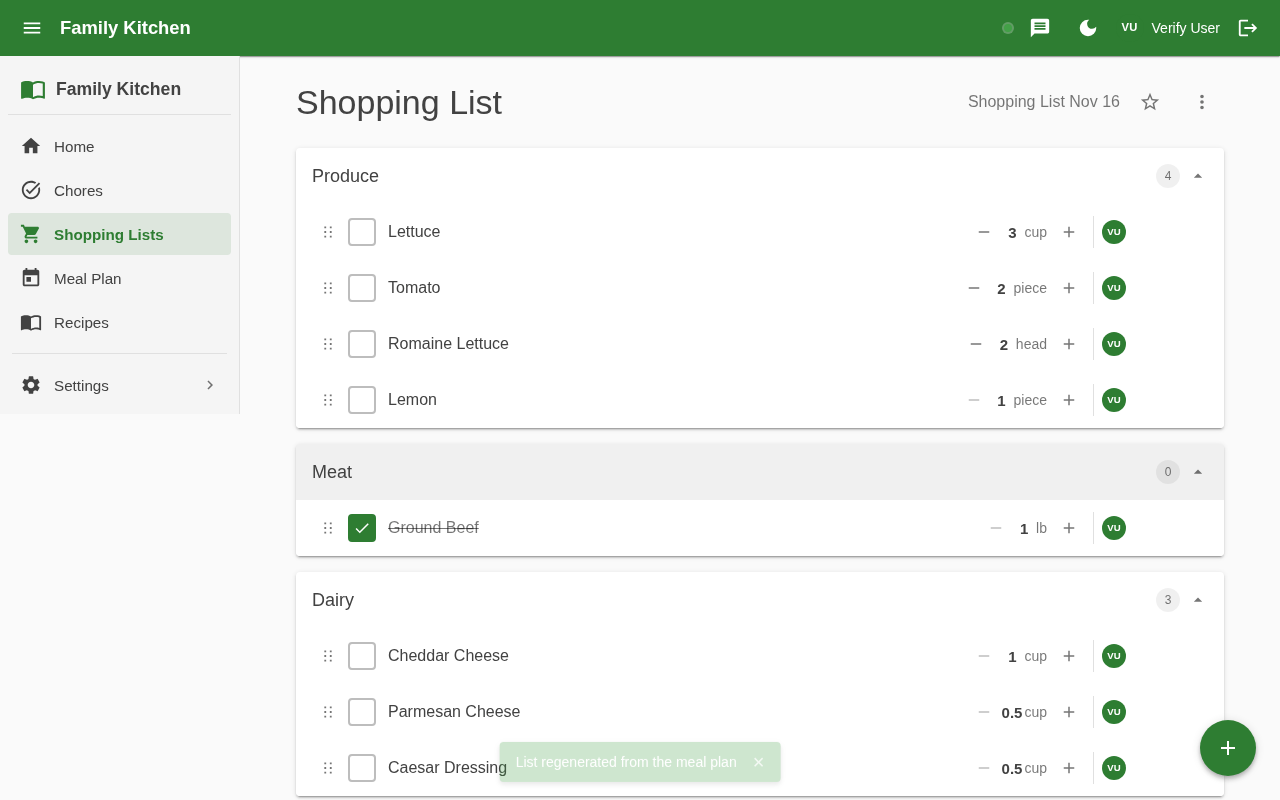 Family Kitchen
VU Verify User
Family Kitchen
Home
Chores
Shopping Lists
Meal Plan
Recipes
Settings
Shopping List
Shopping List Nov 16
Produce 4
Lettuce 3 cup VU
Tomato 2 piece VU
Romaine Lettuce 2 head VU
Lemon 1 piece VU
Meat 0
Ground Beef 1 lb VU
Dairy 3
Cheddar Cheese 1 cup VU
Parmesan Cheese 0.5 cup VU
Caesar Dressing 0.5 cup VU
List regenerated from the meal plan